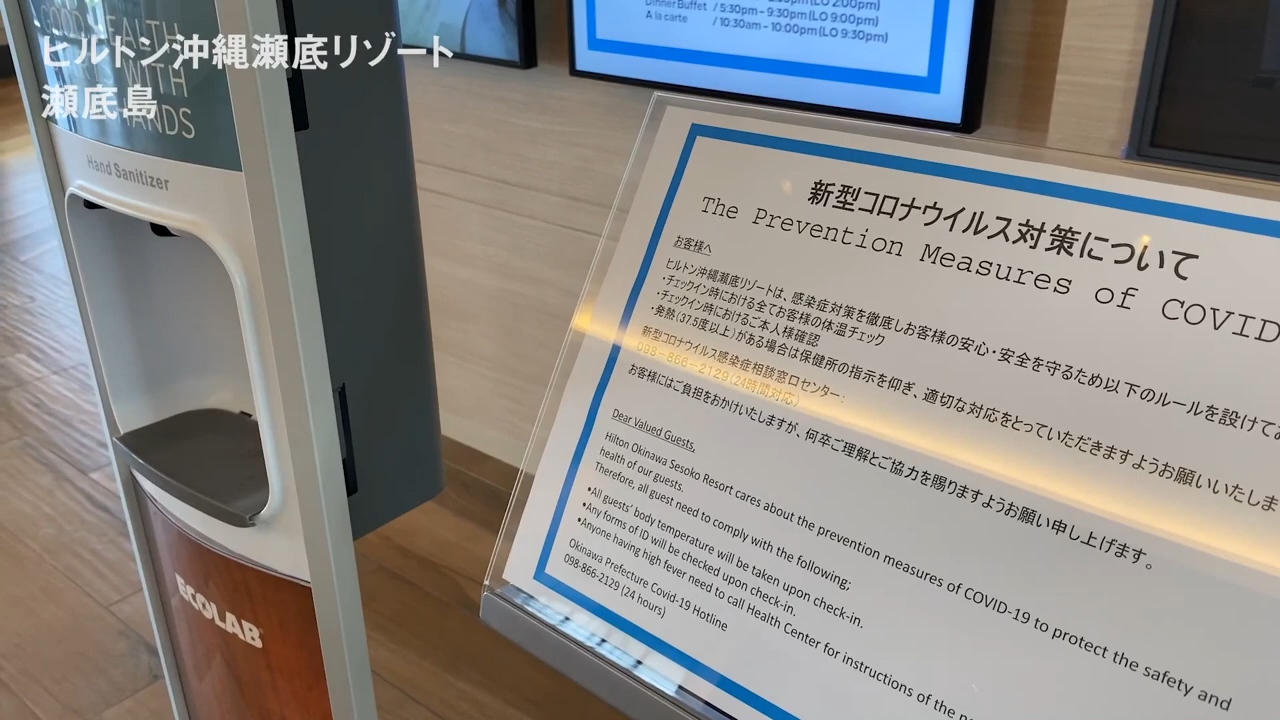 ヒルトン沖縄瀬底リゾート
瀬底島
GOOD HEALTH
WITH
HANDS
Hand Sanitizer
ECOLAB
Dinner Buffet / 5:30pm – 9:30pm (LO 9:00pm)
A la carte / 10:30am – 10:00pm (LO 9:30pm)
新型コロナウイルス対策について
The Prevention Measures of COVID
お客様へ
ヒルトン沖縄瀬底リゾートは、感染症対策を徹底しお客様の安心・安全を守るため以下のルールを設けて
・チェックイン時における全てお客様の体温チェック
・チェックイン時におけるご本人様確認
・発熱（37.5度以上）がある場合は保健所の指示を仰ぎ、適切な対応をとっていただきますようお願いいたしま
新型コロナウイルス感染症相談窓口センター：
098－866－2129（24時間対応）
お客様にはご負担をおかけいたしますが、何卒ご理解とご協力を賜りますようお願い申し上げます。
Dear Valued Guests,
Hilton Okinawa Sesoko Resort cares about the prevention measures of COVID-19 to protect the safety and
health of our guests.
Therefore, all guest need to comply with the following;
•All guests' body temperature will be taken upon check-in.
•Any forms of ID will be checked upon check-in.
•Anyone having high fever need to call Health Center for instructions of the
Okinawa Prefecture Covid-19 Hotline
098-866-2129 (24 hours)